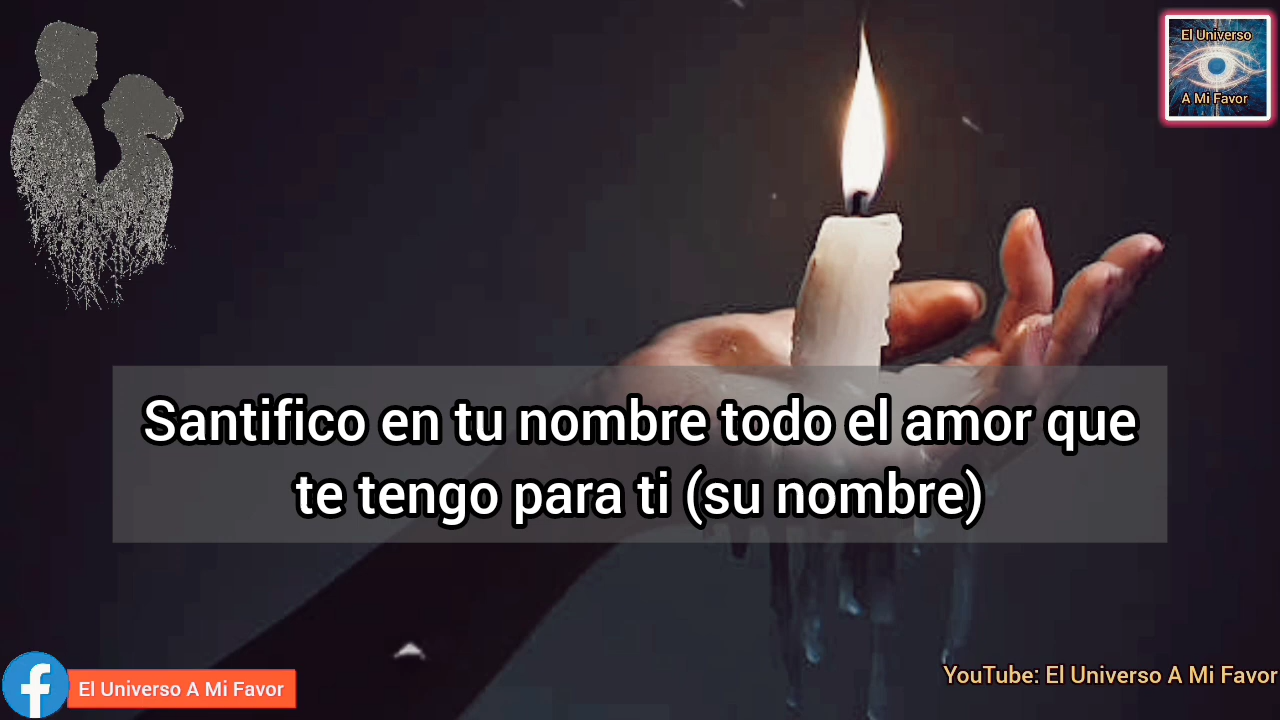 El Universo
A Mi Favor
Santifico en tu nombre todo el amor que
te tengo para ti (su nombre)
El Universo A Mi Favor
YouTube: El Universo A Mi Favor